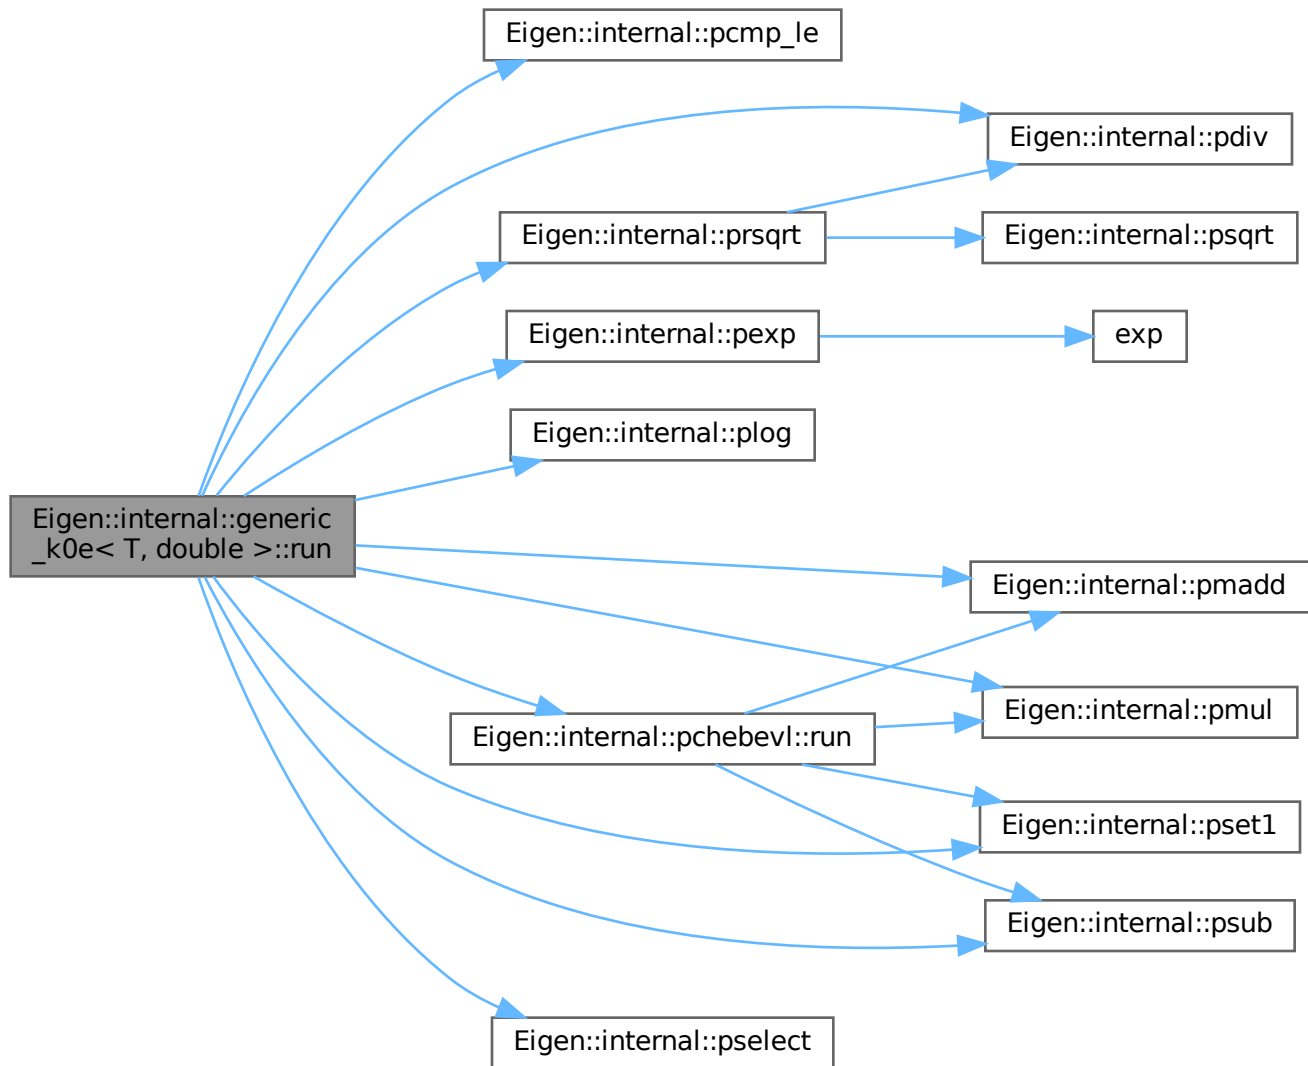 Eigen::internal::pcmp_le
Eigen::internal::pdiv
Eigen::internal::prsqrt
Eigen::internal::psqrt
Eigen::internal::pexp
exp
Eigen::internal::plog
Eigen::internal::generic
_k0e< T, double >::run
Eigen::internal::pmadd
Eigen::internal::pmul
Eigen::internal::pchebevl::run
Eigen::internal::pset1
Eigen::internal::psub
Eigen::internal::pselect